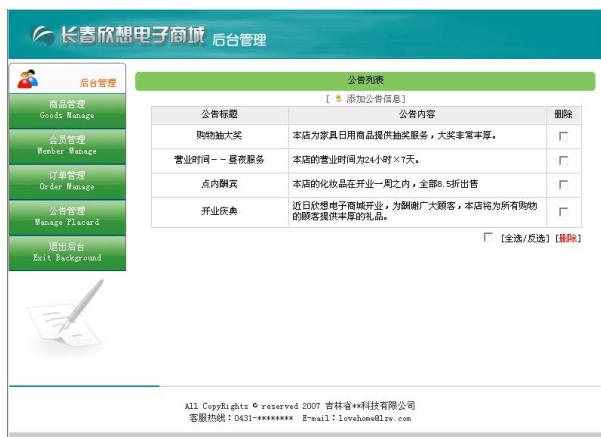 长春欣想电子商城 后台管理
后台管理
商品管理
Goods Manage
会员管理
Member Manage
订单管理
Order Manage
公告管理
Manage Placard
退出后台
Exit Background
公告列表
[ 添加公告信息]
公告标题 公告内容 删除
购物抽大奖 本店为家具日用商品提供抽奖服务，大奖非常丰厚。
营业时间－－昼夜服务 本店的营业时间为24小时×7天。
点内酬宾 本店的化妆品在开业一周之内，全部8.5折出售
开业庆典 近日欣想电子商城开业，为酬谢广大顾客，本店将为所有购物
的顾客提供丰厚的礼品。
[全选/反选] [删除]
All CopyRights © reserved 2007 吉林省**科技有限公司
客服热线：0431-******** E-mail：lovehome@lzw.com